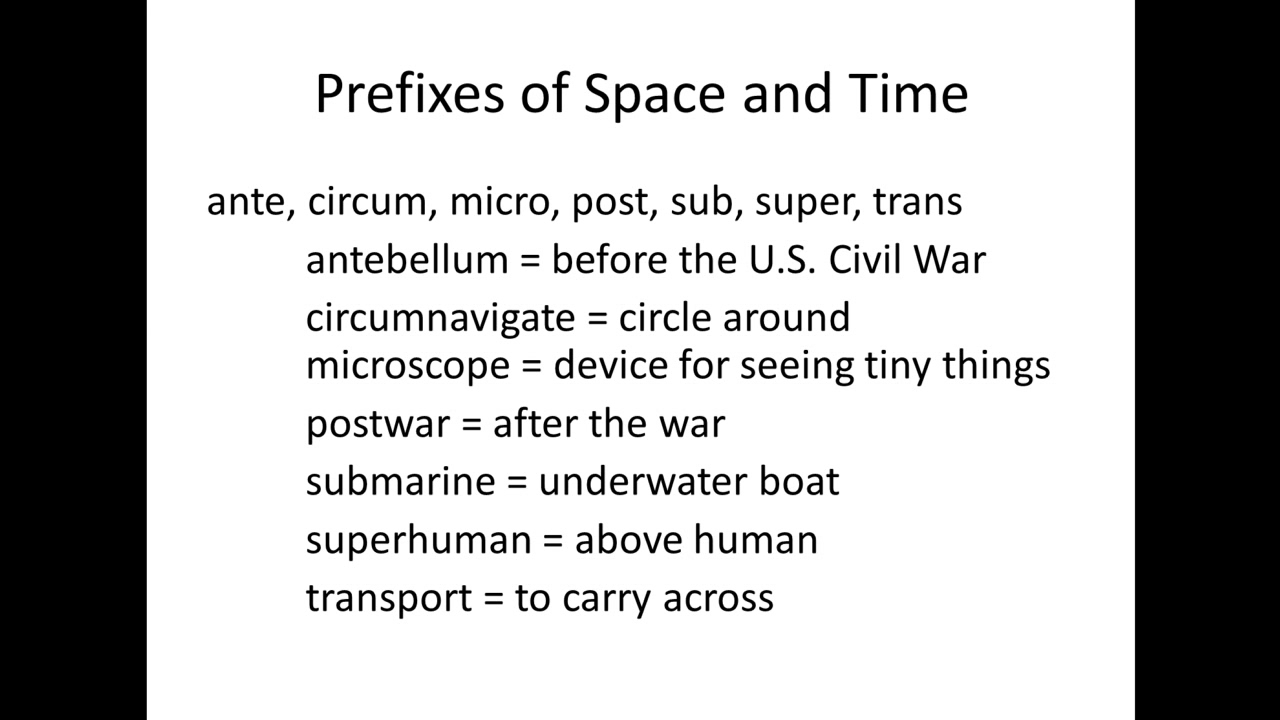 Prefixes of Space and Time
ante, circum, micro, post, sub, super, trans
antebellum = before the U.S. Civil War
circumnavigate = circle around
microscope = device for seeing tiny things
postwar = after the war
submarine = underwater boat
superhuman = above human
transport = to carry across